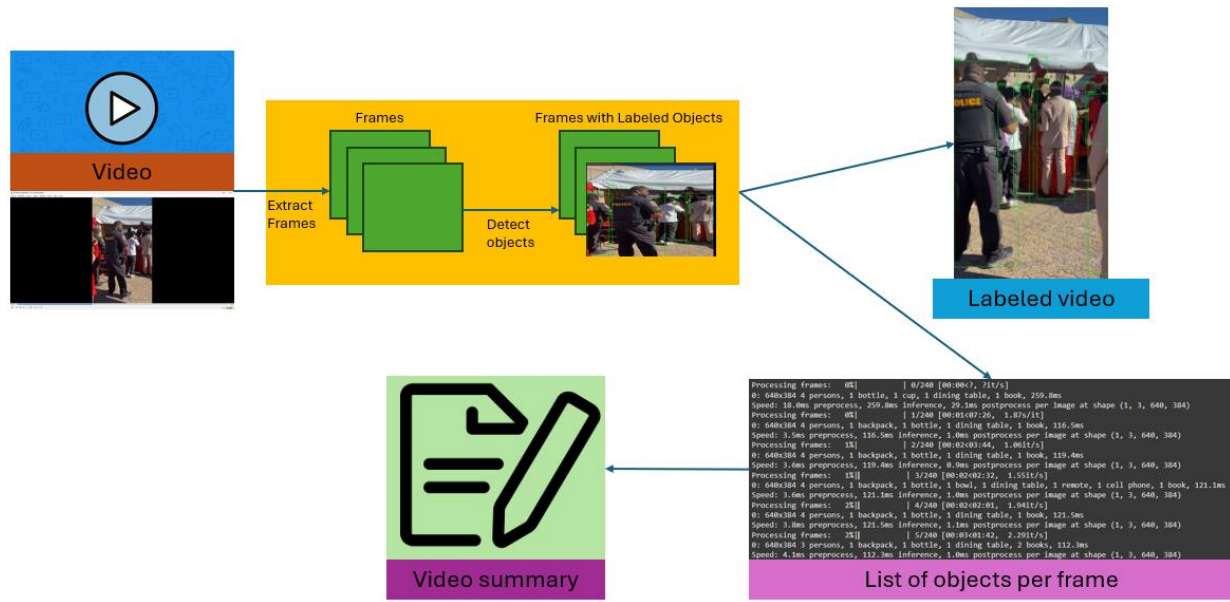 Video
Frames
Frames with Labeled Objects
Extract
Frames
Detect
objects
POLICE
POLICE
Labeled video
Processing frames:   0%|          | 0/240 [00:00<?, ?it/s]
0: 640x384 4 persons, 1 bottle, 1 cup, 1 dining table, 1 book, 259.8ms
Speed: 18.0ms preprocess, 259.8ms inference, 29.1ms postprocess per image at shape (1, 3, 640, 384)
Processing frames:   0%|          | 1/240 [00:01<07:26,  1.87s/it]
0: 640x384 4 persons, 1 backpack, 1 bottle, 1 dining table, 1 book, 116.5ms
Speed: 3.5ms preprocess, 116.5ms inference, 1.0ms postprocess per image at shape (1, 3, 640, 384)
Processing frames:   1%|          | 2/240 [00:02<03:44,  1.06it/s]
0: 640x384 4 persons, 1 backpack, 1 bottle, 1 dining table, 1 book, 119.4ms
Speed: 3.6ms preprocess, 119.4ms inference, 0.9ms postprocess per image at shape (1, 3, 640, 384)
Processing frames:   1%||          | 3/240 [00:02<02:32,  1.55it/s]
0: 640x384 4 persons, 1 backpack, 1 bottle, 1 bowl, 1 dining table, 1 remote, 1 cell phone, 1 book, 121.1ms
Speed: 3.6ms preprocess, 121.1ms inference, 1.0ms postprocess per image at shape (1, 3, 640, 384)
Processing frames:   2%||          | 4/240 [00:02<02:01,  1.94it/s]
0: 640x384 4 persons, 1 backpack, 1 bottle, 1 dining table, 1 book, 121.5ms
Speed: 3.8ms preprocess, 121.5ms inference, 1.1ms postprocess per image at shape (1, 3, 640, 384)
Processing frames:   2%||          | 5/240 [00:03<01:42,  2.29it/s]
0: 640x384 3 persons, 1 backpack, 1 bottle, 1 dining table, 2 books, 112.3ms
Speed: 4.1ms preprocess, 112.3ms inference, 1.0ms postprocess per image at shape (1, 3, 640, 384)
Video summary
List of objects per frame